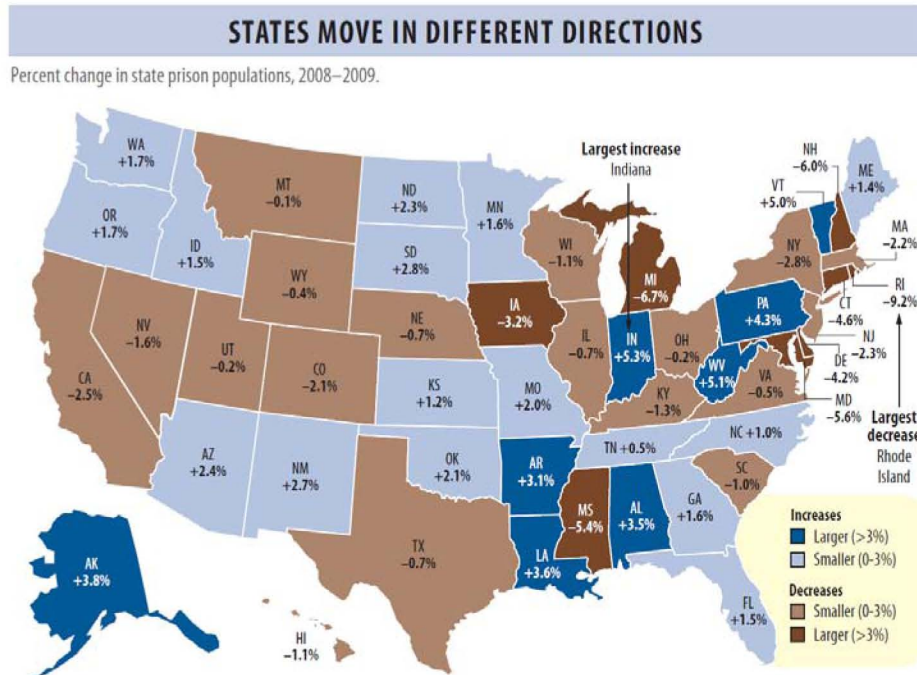 STATES MOVE IN DIFFERENT DIRECTIONS
Percent change in state prison populations, 2008–2009.
WA
+1.7%
OR
+1.7%
ID
+1.5%
MT
−0.1%
WY
−0.4%
NV
−1.6%
UT
−0.2%
CO
−2.1%
CA
−2.5%
AZ
+2.4%
NM
+2.7%
ND
+2.3%
SD
+2.8%
NE
−0.7%
KS
+1.2%
OK
+2.1%
TX
−0.7%
MN
+1.6%
IA
−3.2%
MO
+2.0%
AR
+3.1%
LA
+3.6%
WI
−1.1%
IL
−0.7%
Largest increase
Indiana
MI
−6.7%
IN
+5.3%
OH
−0.2%
KY
−1.3%
TN +0.5%
MS
−5.4%
AL
+3.5%
GA
+1.6%
FL
+1.5%
SC
−1.0%
NC +1.0%
VA
−0.5%
WV
+5.1%
PA
+4.3%
NY
−2.8%
VT
+5.0%
NH
−6.0%
ME
+1.4%
MA
−2.2%
RI
−9.2%
CT
−4.6%
NJ
−2.3%
DE
−4.2%
MD
−5.6%
Largest
decrease
Rhode
Island
AK
+3.8%
HI
−1.1%
Increases
Larger (>3%)
Smaller (0-3%)
Decreases
Smaller (0-3%)
Larger (>3%)